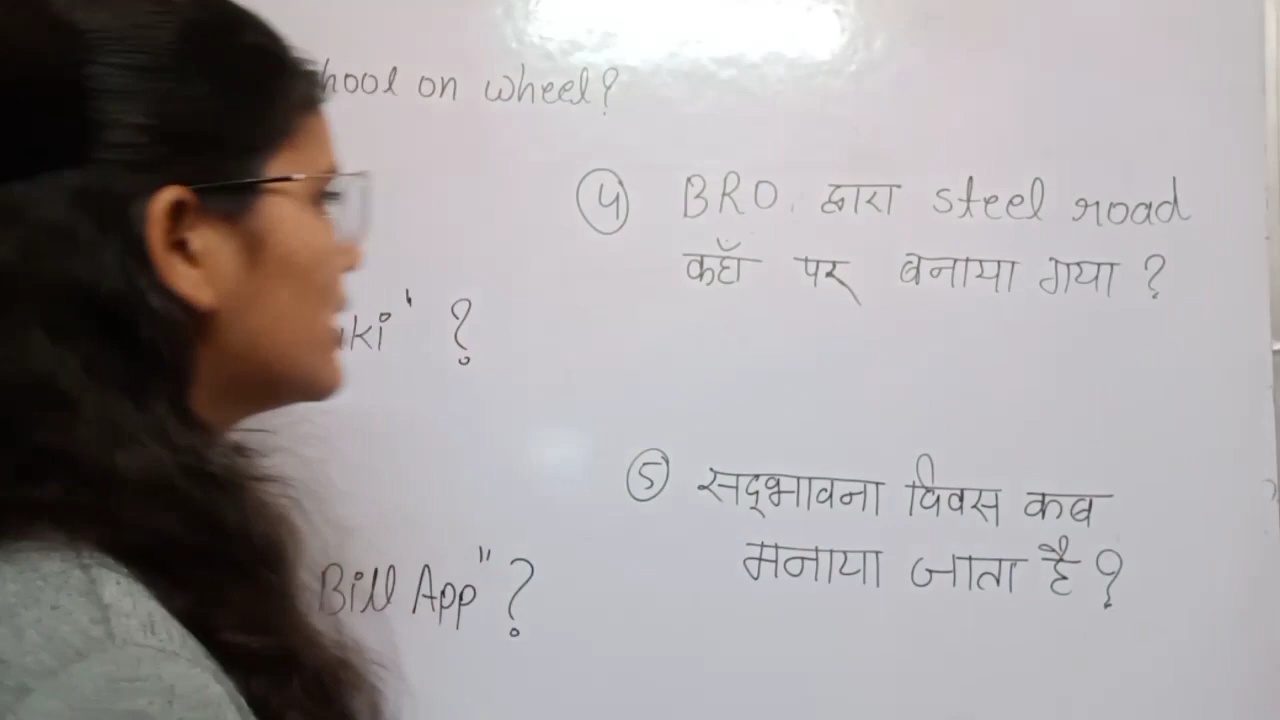 hool on wheel?
uki' ?
Bill App" ?
④ BRO. द्वारा steel road
कहाँ पर बनाया गया ?
⑤ सद्भावना दिवस कब
मनाया जाता है ?